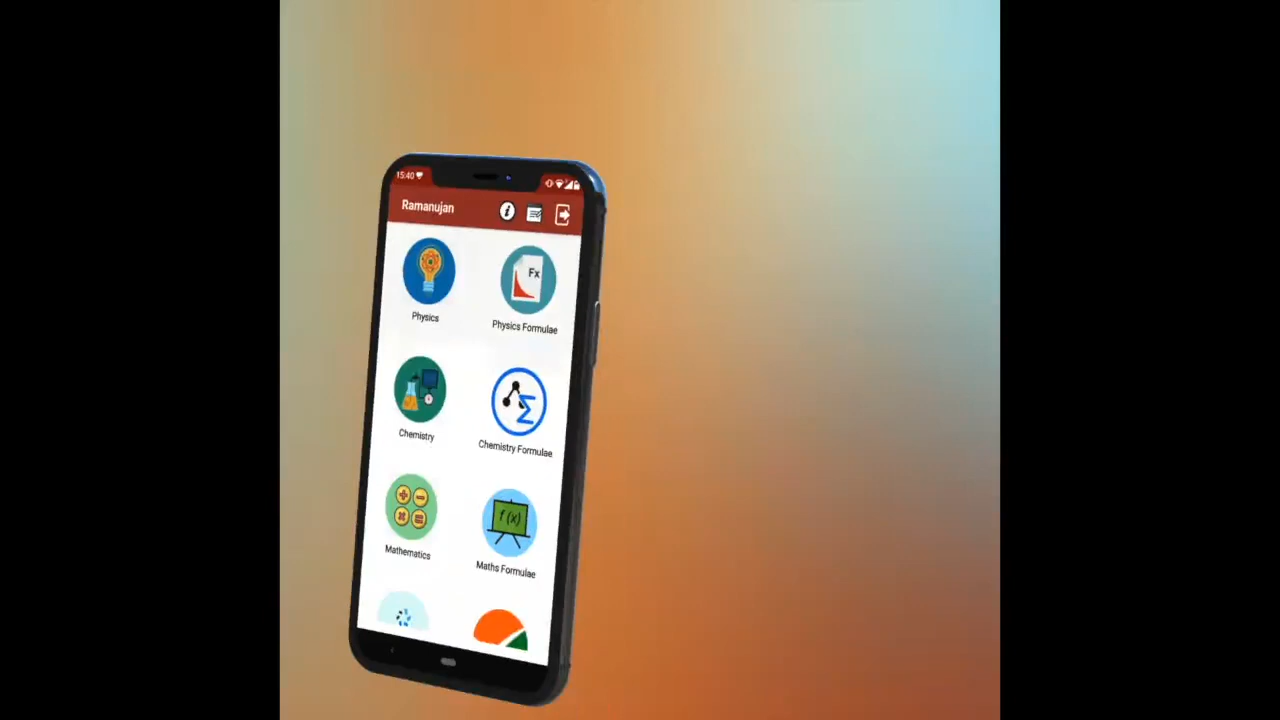 15:40
Ramanujan
Physics
Fx
Physics Formulae
Chemistry
Chemistry Formulae
Mathematics
f(x)
Maths Formulae